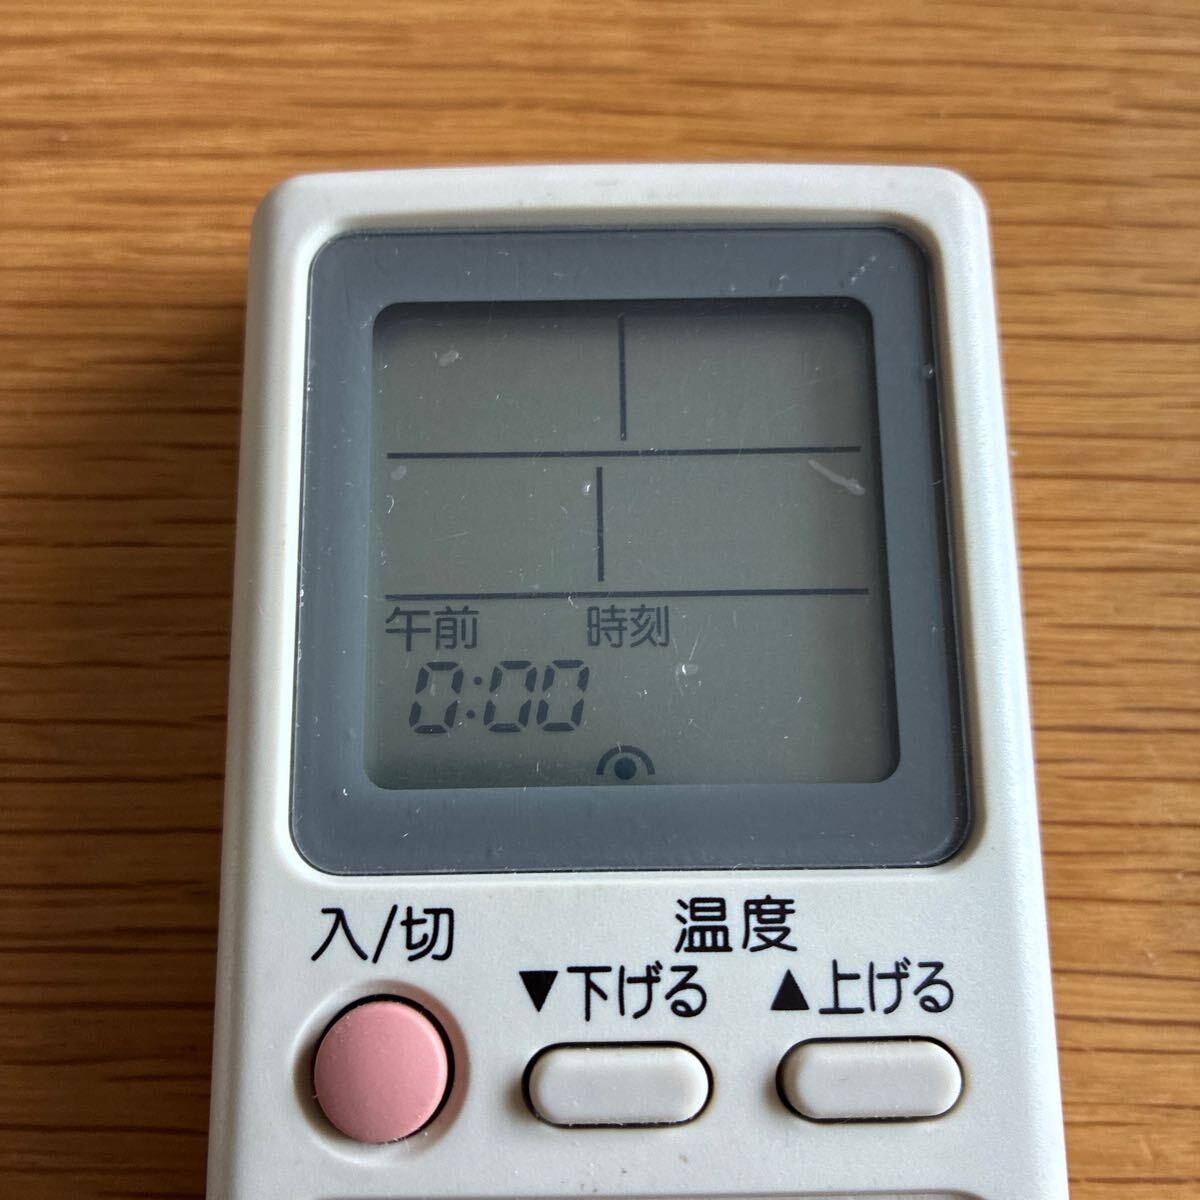 午前 時刻
0:00
入/切 温度
▼下げる ▲上げる